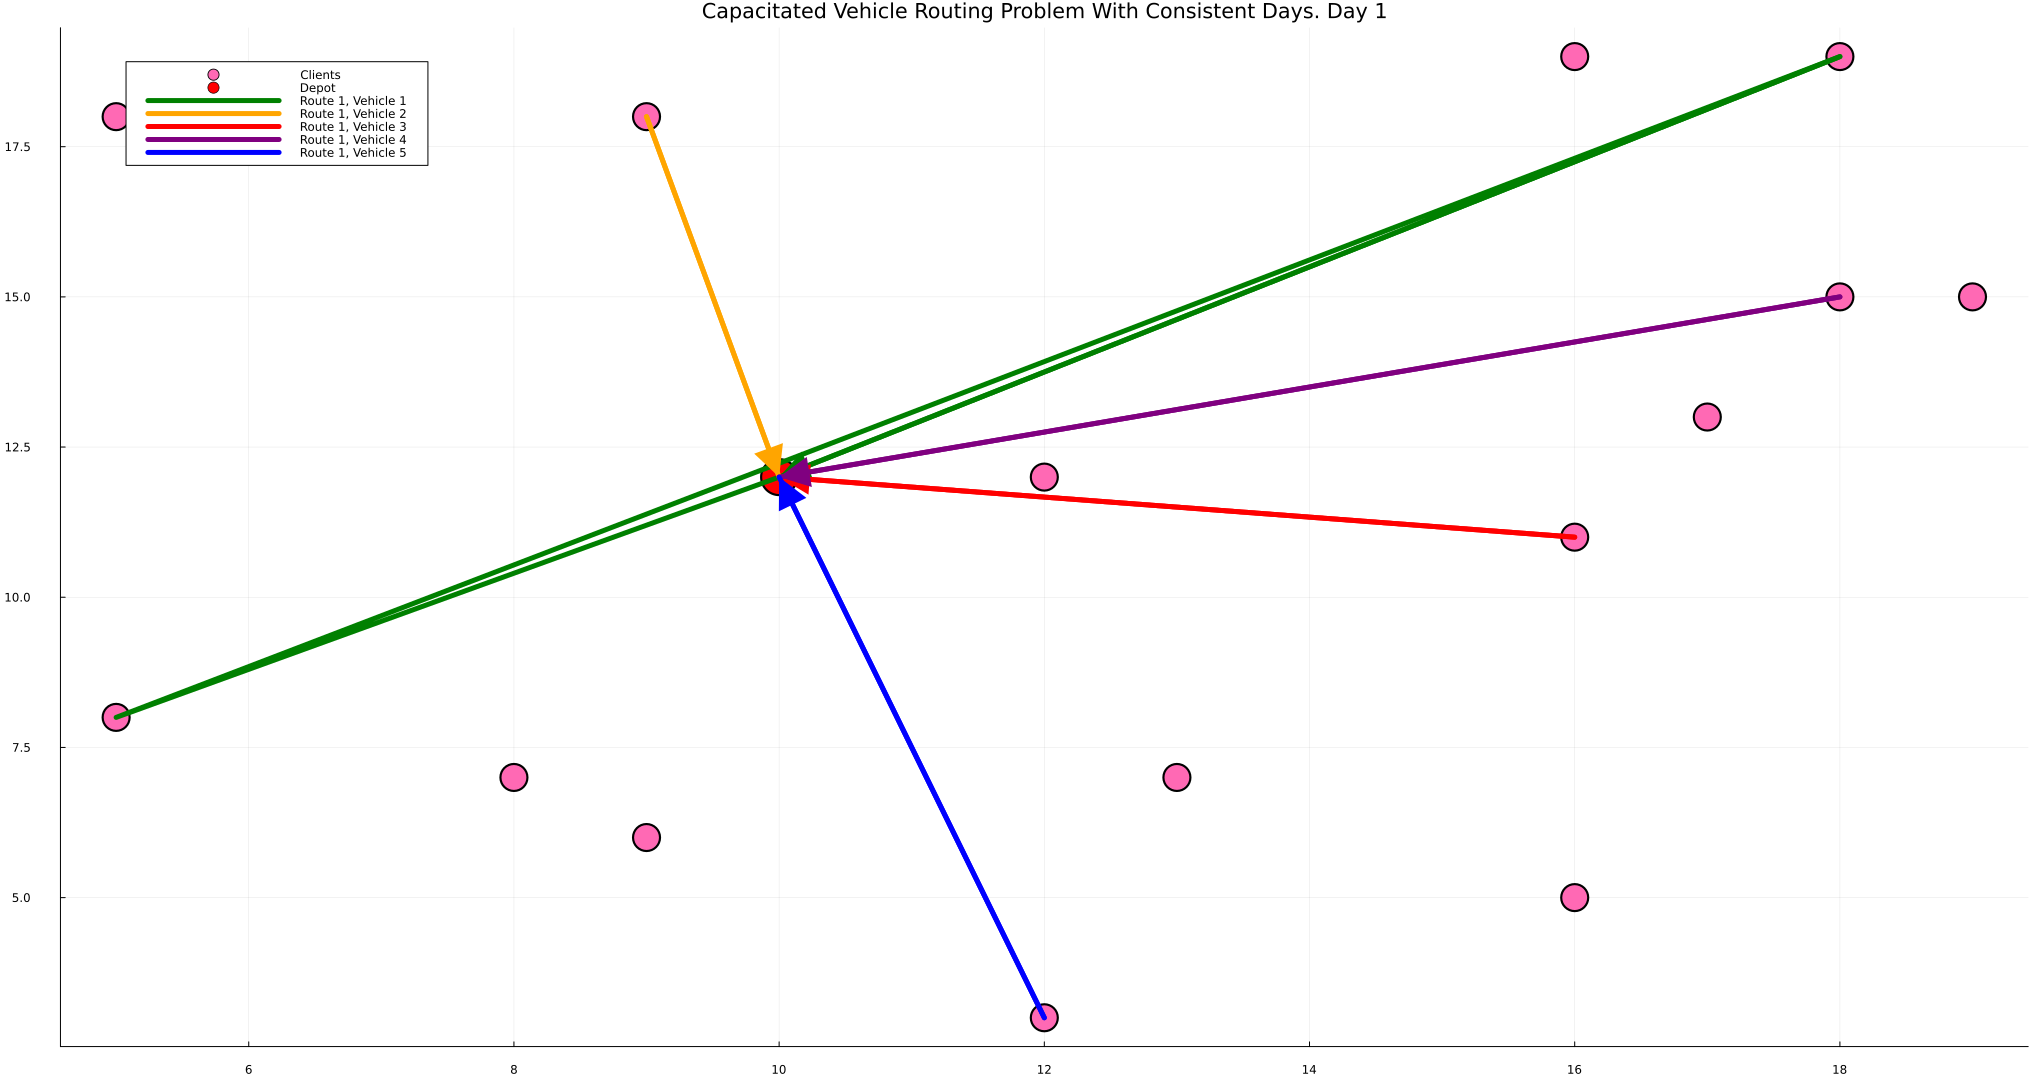 Capacitated Vehicle Routing Problem With Consistent Days. Day 1
Clients
Depot
Route 1, Vehicle 1
Route 1, Vehicle 2
Route 1, Vehicle 3
Route 1, Vehicle 4
Route 1, Vehicle 5
17.5
15.0
12.5
10.0
7.5
5.0
6 8 10 12 14 16 18